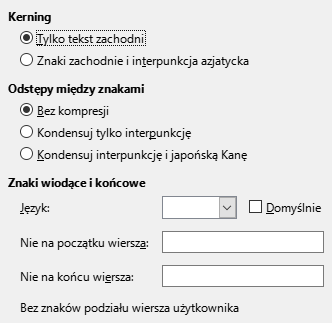 Kerning
Tylko tekst zachodni
Znaki zachodnie i interpunkcja azjatycka
Odstępy między znakami
Bez kompresji
Kondensuj tylko interpunkcję
Kondensuj interpunkcję i japońską Kanę
Znaki wiodące i końcowe
Język:
Domyślnie
Nie na początku wiersza:
Nie na końcu wiersza:
Bez znaków podziału wiersza użytkownika